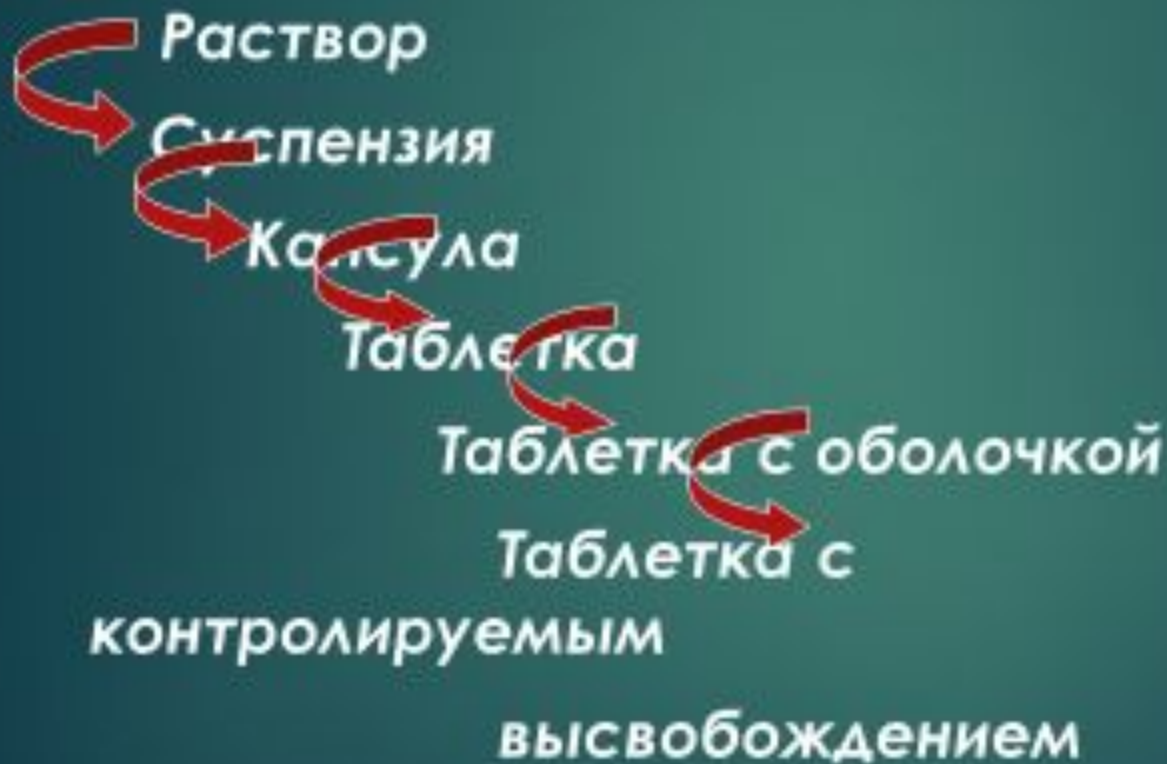 Раствор
Суспензия
Капсула
Таблетка
Таблетка с оболочкой
Таблетка с
контролируемым
высвобождением